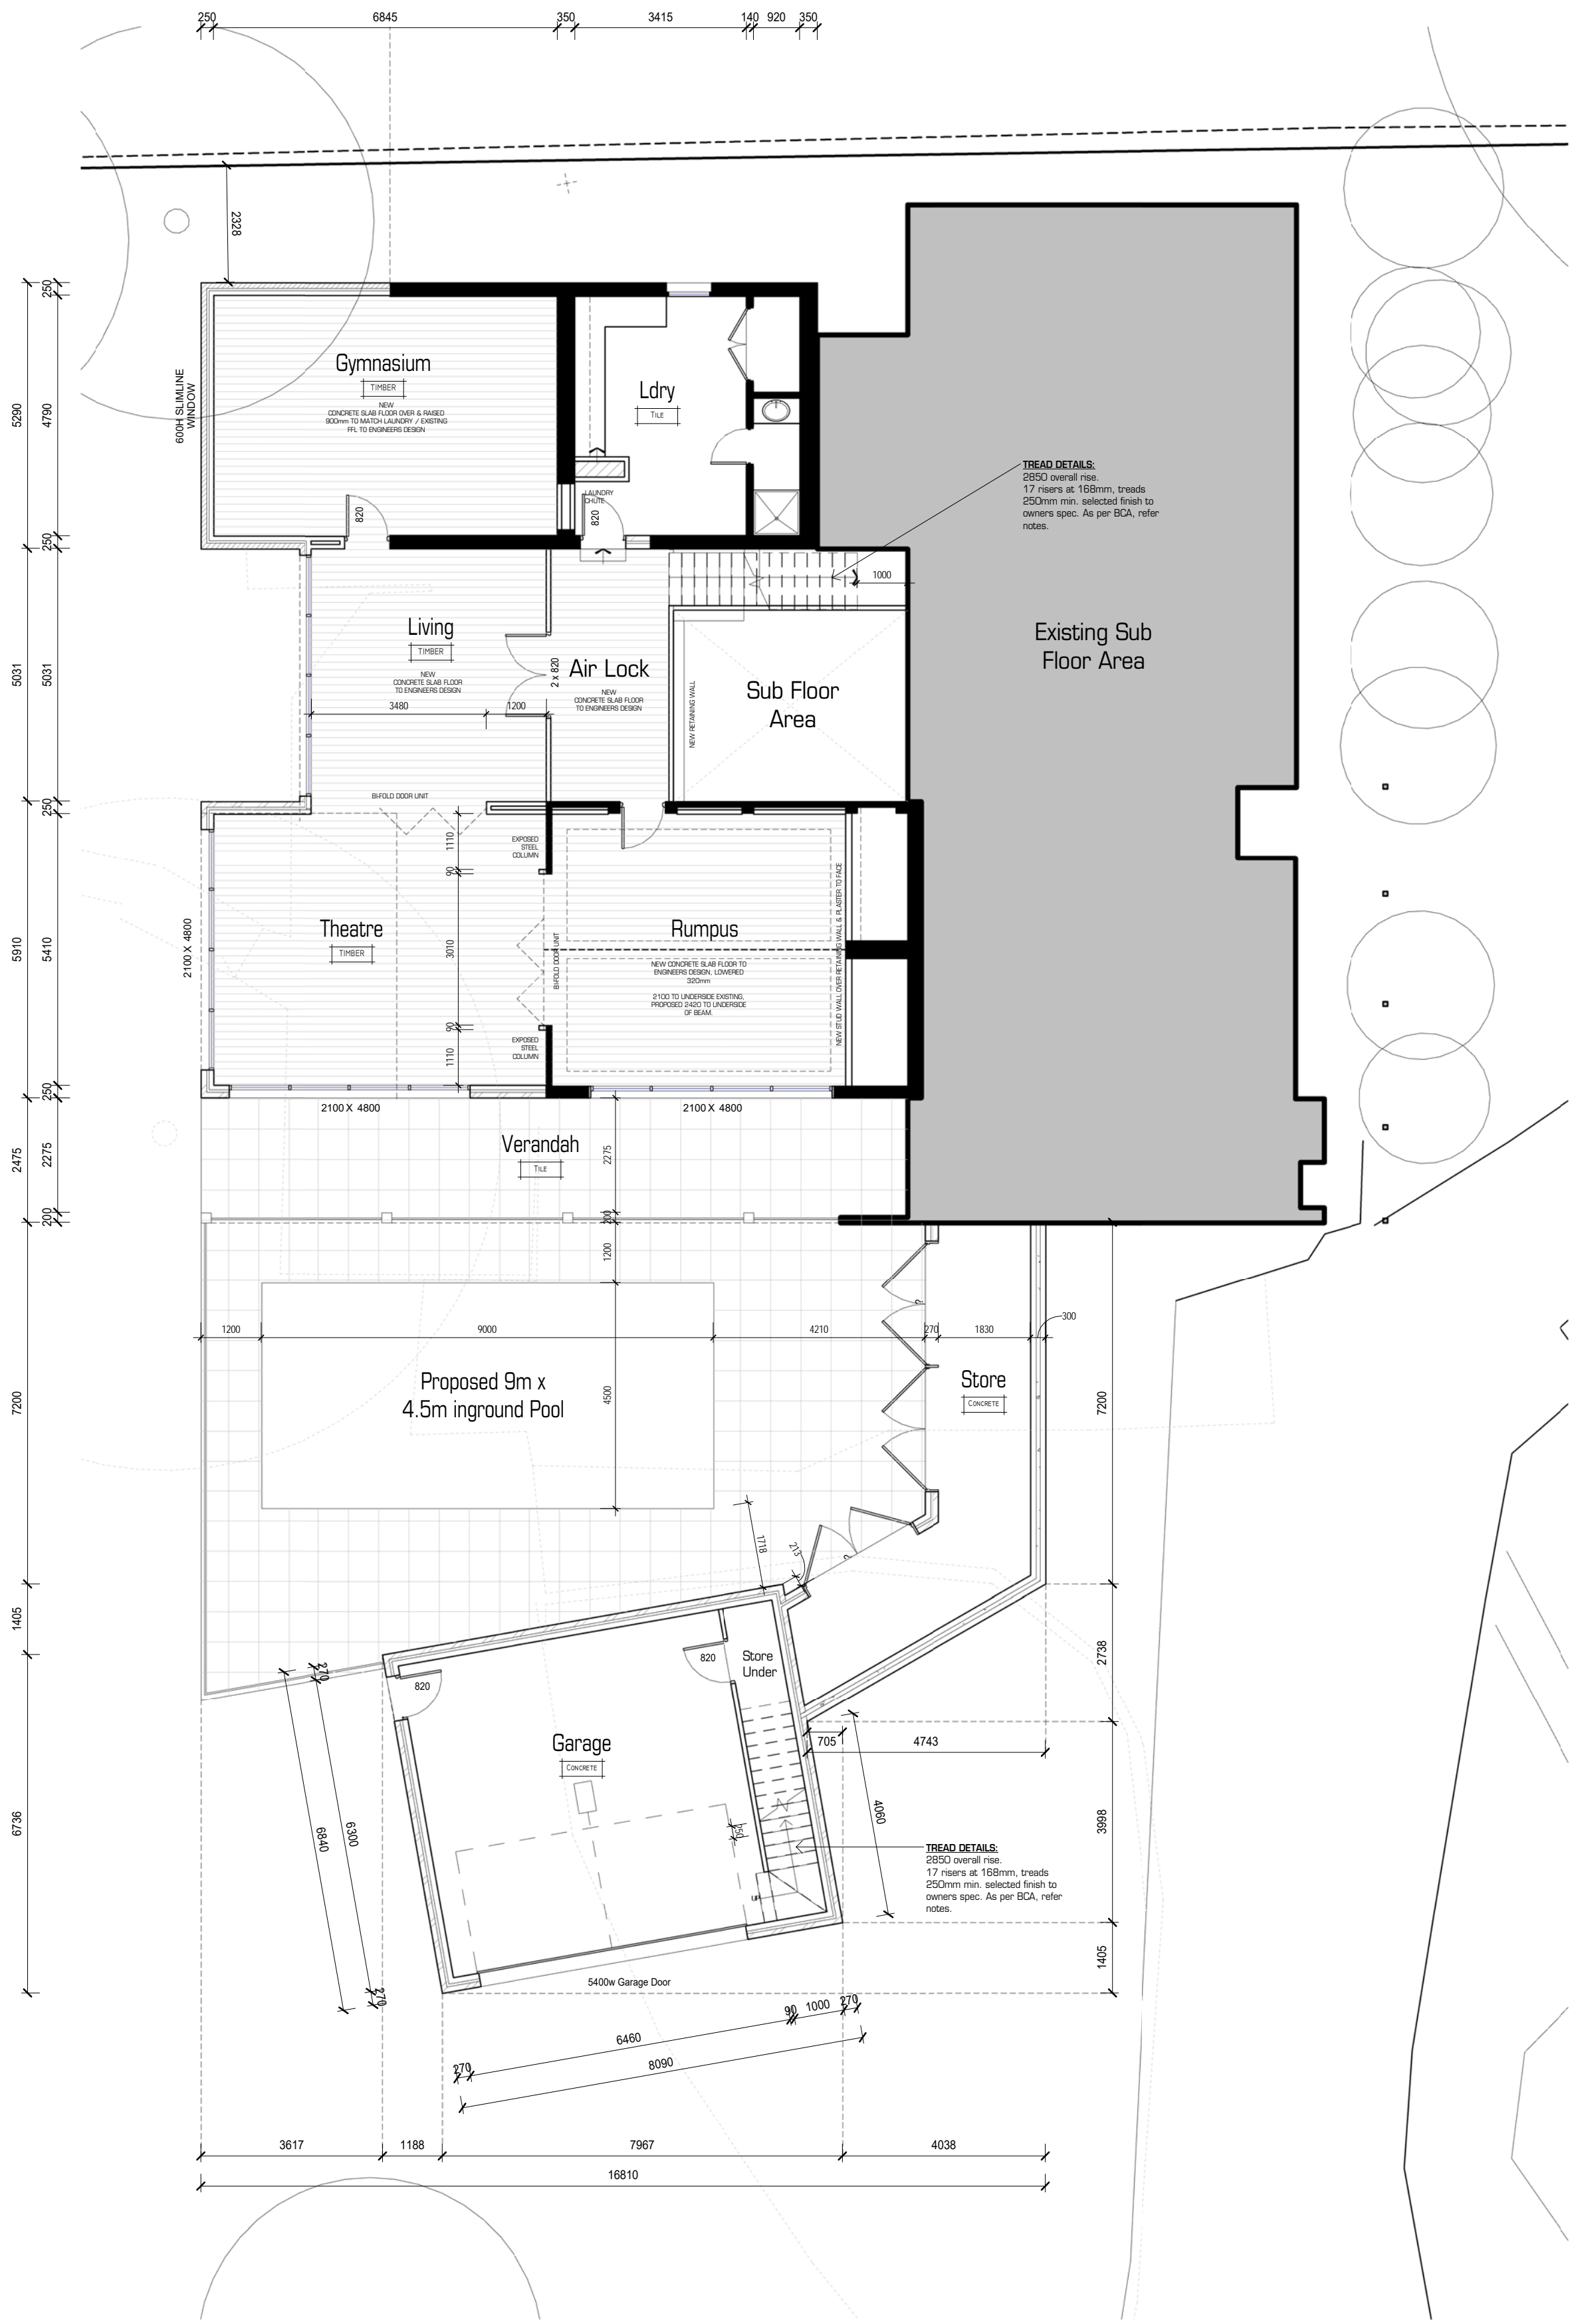 250
6845
350
3415
140
920
350
2328
250
5290
4790
250
600H SLIMLINE
WINDOW
Gymnasium
TIMBER
NEW
CONCRETE SLAB FLOOR OVER & RAISED
900mm TO MATCH LAUNDRY / EXISTING
FFL TO ENGINEERS DESIGN
820
Ldry
TILE
LAUNDRY
CHUTE
820
TREAD DETAILS:
2850 overall rise.
17 risers at 168mm, treads
250mm min. selected finish to
owners spec. As per BCA, refer
notes.
1000
5031
5031
Living
TIMBER
NEW
CONCRETE SLAB FLOOR
TO ENGINEERS DESIGN
3480
1200
2 x 820
Air Lock
NEW
CONCRETE SLAB FLOOR
TO ENGINEERS DESIGN
NEW RETAINING WALL
Sub Floor
Area
Existing Sub
Floor Area
BI-FOLD DOOR UNIT
250
5910
5410
250
2100 X 4800
Theatre
TIMBER
1110
90
3010
90
1110
EXPOSED
STEEL
COLUMN
BI-FOLD DOOR UNIT
EXPOSED
STEEL
COLUMN
Rumpus
NEW CONCRETE SLAB FLOOR TO
ENGINEERS DESIGN, LOWERED
320mm
2100 TO UNDERSIDE EXISTING,
PROPOSED 2420 TO UNDERSIDE
OF BEAM.
NEW STUD WALL OVER RETAINING WALL & PLASTER TO FACE
2100 X 4800
2100 X 4800
2475
2275
200
Verandah
TILE
2275
200
1200
1200
9000
4210
270
1830
300
Proposed 9m x
4.5m inground Pool
4500
Store
CONCRETE
7200
7200
1718
213
1405
270
820
820
Store
Under
2738
Garage
CONCRETE
705
4743
6736
6840
6300
250
4060
3998
TREAD DETAILS:
2850 overall rise.
17 risers at 168mm, treads
250mm min. selected finish to
owners spec. As per BCA, refer
notes.
UP
1405
5400w Garage Door
270
90
1000
270
6460
270
8090
3617
1188
7967
4038
16810